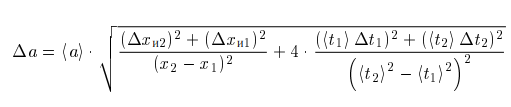 Δa = ⟨a⟩ · √( ((Δx_и2)² + (Δx_и1)²) / (x₂ − x₁)² + 4 · ((⟨t₁⟩ Δt₁)² + (⟨t₂⟩ Δt₂)²) / (⟨t₂⟩² − ⟨t₁⟩²)² )